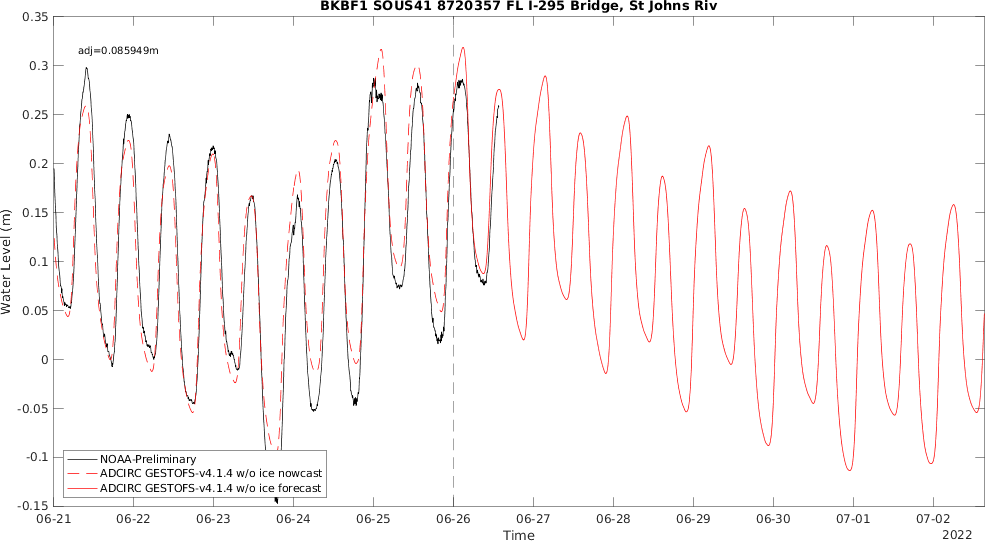 BKBF1 SOUS41 8720357 FL I-295 Bridge, St Johns Riv
0.35
adj=0.085949m
0.3
0.25
0.2
0.15
0.1
0.05
0
-0.05
-0.1
-0.15
Water Level (m)
NOAA-Preliminary
ADCIRC GESTOFS-v4.1.4 w/o ice nowcast
ADCIRC GESTOFS-v4.1.4 w/o ice forecast
06-21 06-22 06-23 06-24 06-25 06-26 06-27 06-28 06-29 06-30 07-01 07-02
Time
2022